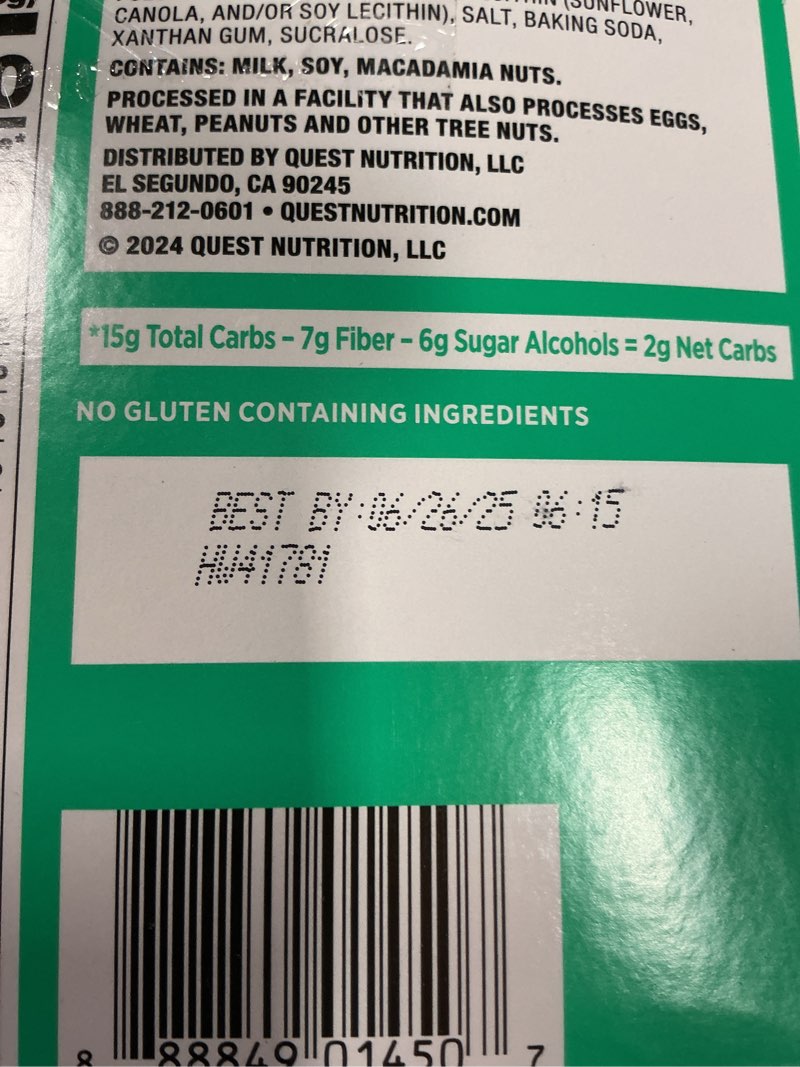 (SUNFLOWER,
CANOLA, AND/OR SOY LECITHIN), SALT, BAKING SODA,
XANTHAN GUM, SUCRALOSE.
CONTAINS: MILK, SOY, MACADAMIA NUTS.
PROCESSED IN A FACILITY THAT ALSO PROCESSES EGGS,
WHEAT, PEANUTS AND OTHER TREE NUTS.
DISTRIBUTED BY QUEST NUTRITION, LLC
EL SEGUNDO, CA 90245
888-212-0601 • QUESTNUTRITION.COM
© 2024 QUEST NUTRITION, LLC
*15g Total Carbs – 7g Fiber – 6g Sugar Alcohols = 2g Net Carbs
NO GLUTEN CONTAINING INGREDIENTS
BEST BY:06/26/25 06:15
HW41781
8 88849 01450 7